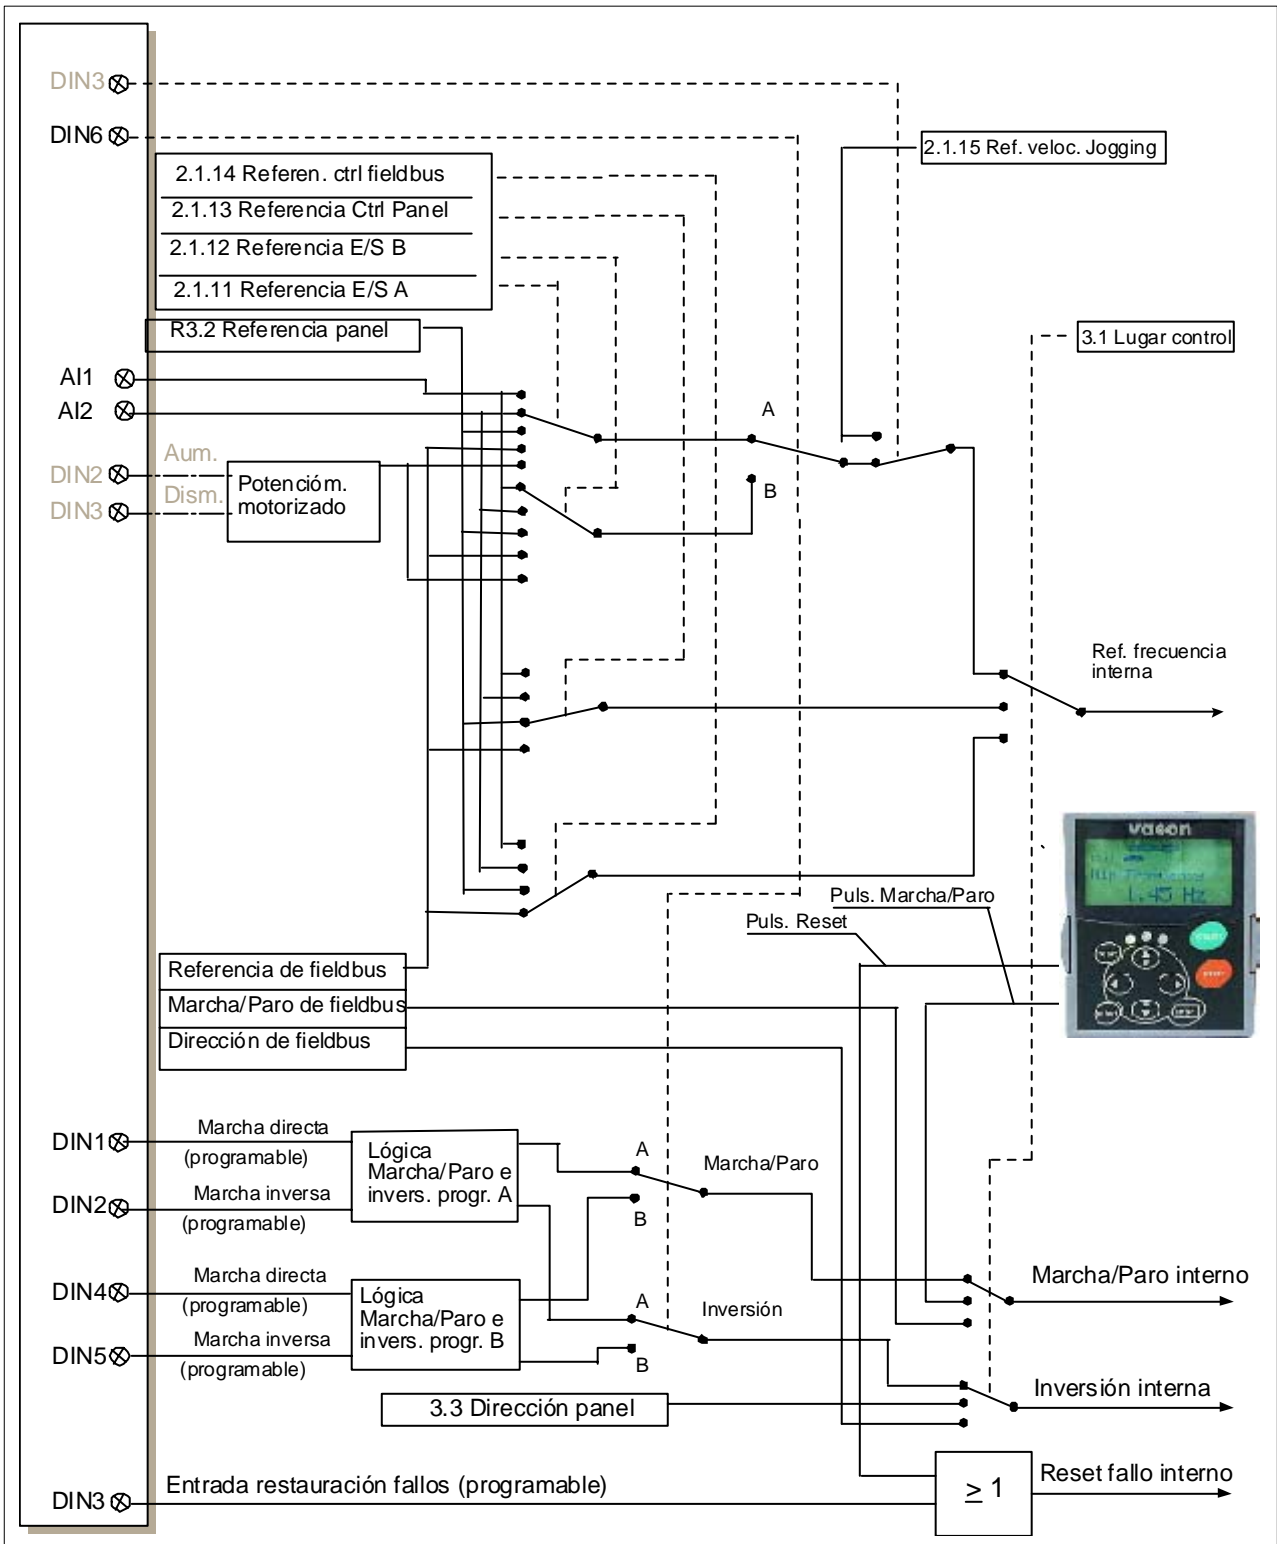 DIN3
DIN6
2.1.15 Ref. veloc. Jogging
2.1.14 Referen. ctrl fieldbus
2.1.13 Referencia Ctrl Panel
2.1.12 Referencia E/S B
2.1.11 Referencia E/S A
R3.2 Referencia panel
3.1 Lugar control
AI1
AI2
A
B
DIN2
Aum.
DIN3
Dism.
Potencióm.
motorizado
Ref. frecuencia
interna
vacon
1.45 Hz
Puls. Marcha/Paro
Puls. Reset
Referencia de fieldbus
Marcha/Paro de fieldbus
Dirección de fieldbus
DIN1
Marcha directa
(programable)
DIN2
Marcha inversa
(programable)
Lógica
Marcha/Paro e
invers. progr. A
A
B
Marcha/Paro
DIN4
Marcha directa
(programable)
DIN5
Marcha inversa
(programable)
Lógica
Marcha/Paro e
invers. progr. B
A
B
Inversión
Marcha/Paro interno
Inversión interna
3.3 Dirección panel
DIN3
Entrada restauración fallos (programable)
≥ 1
Reset fallo interno